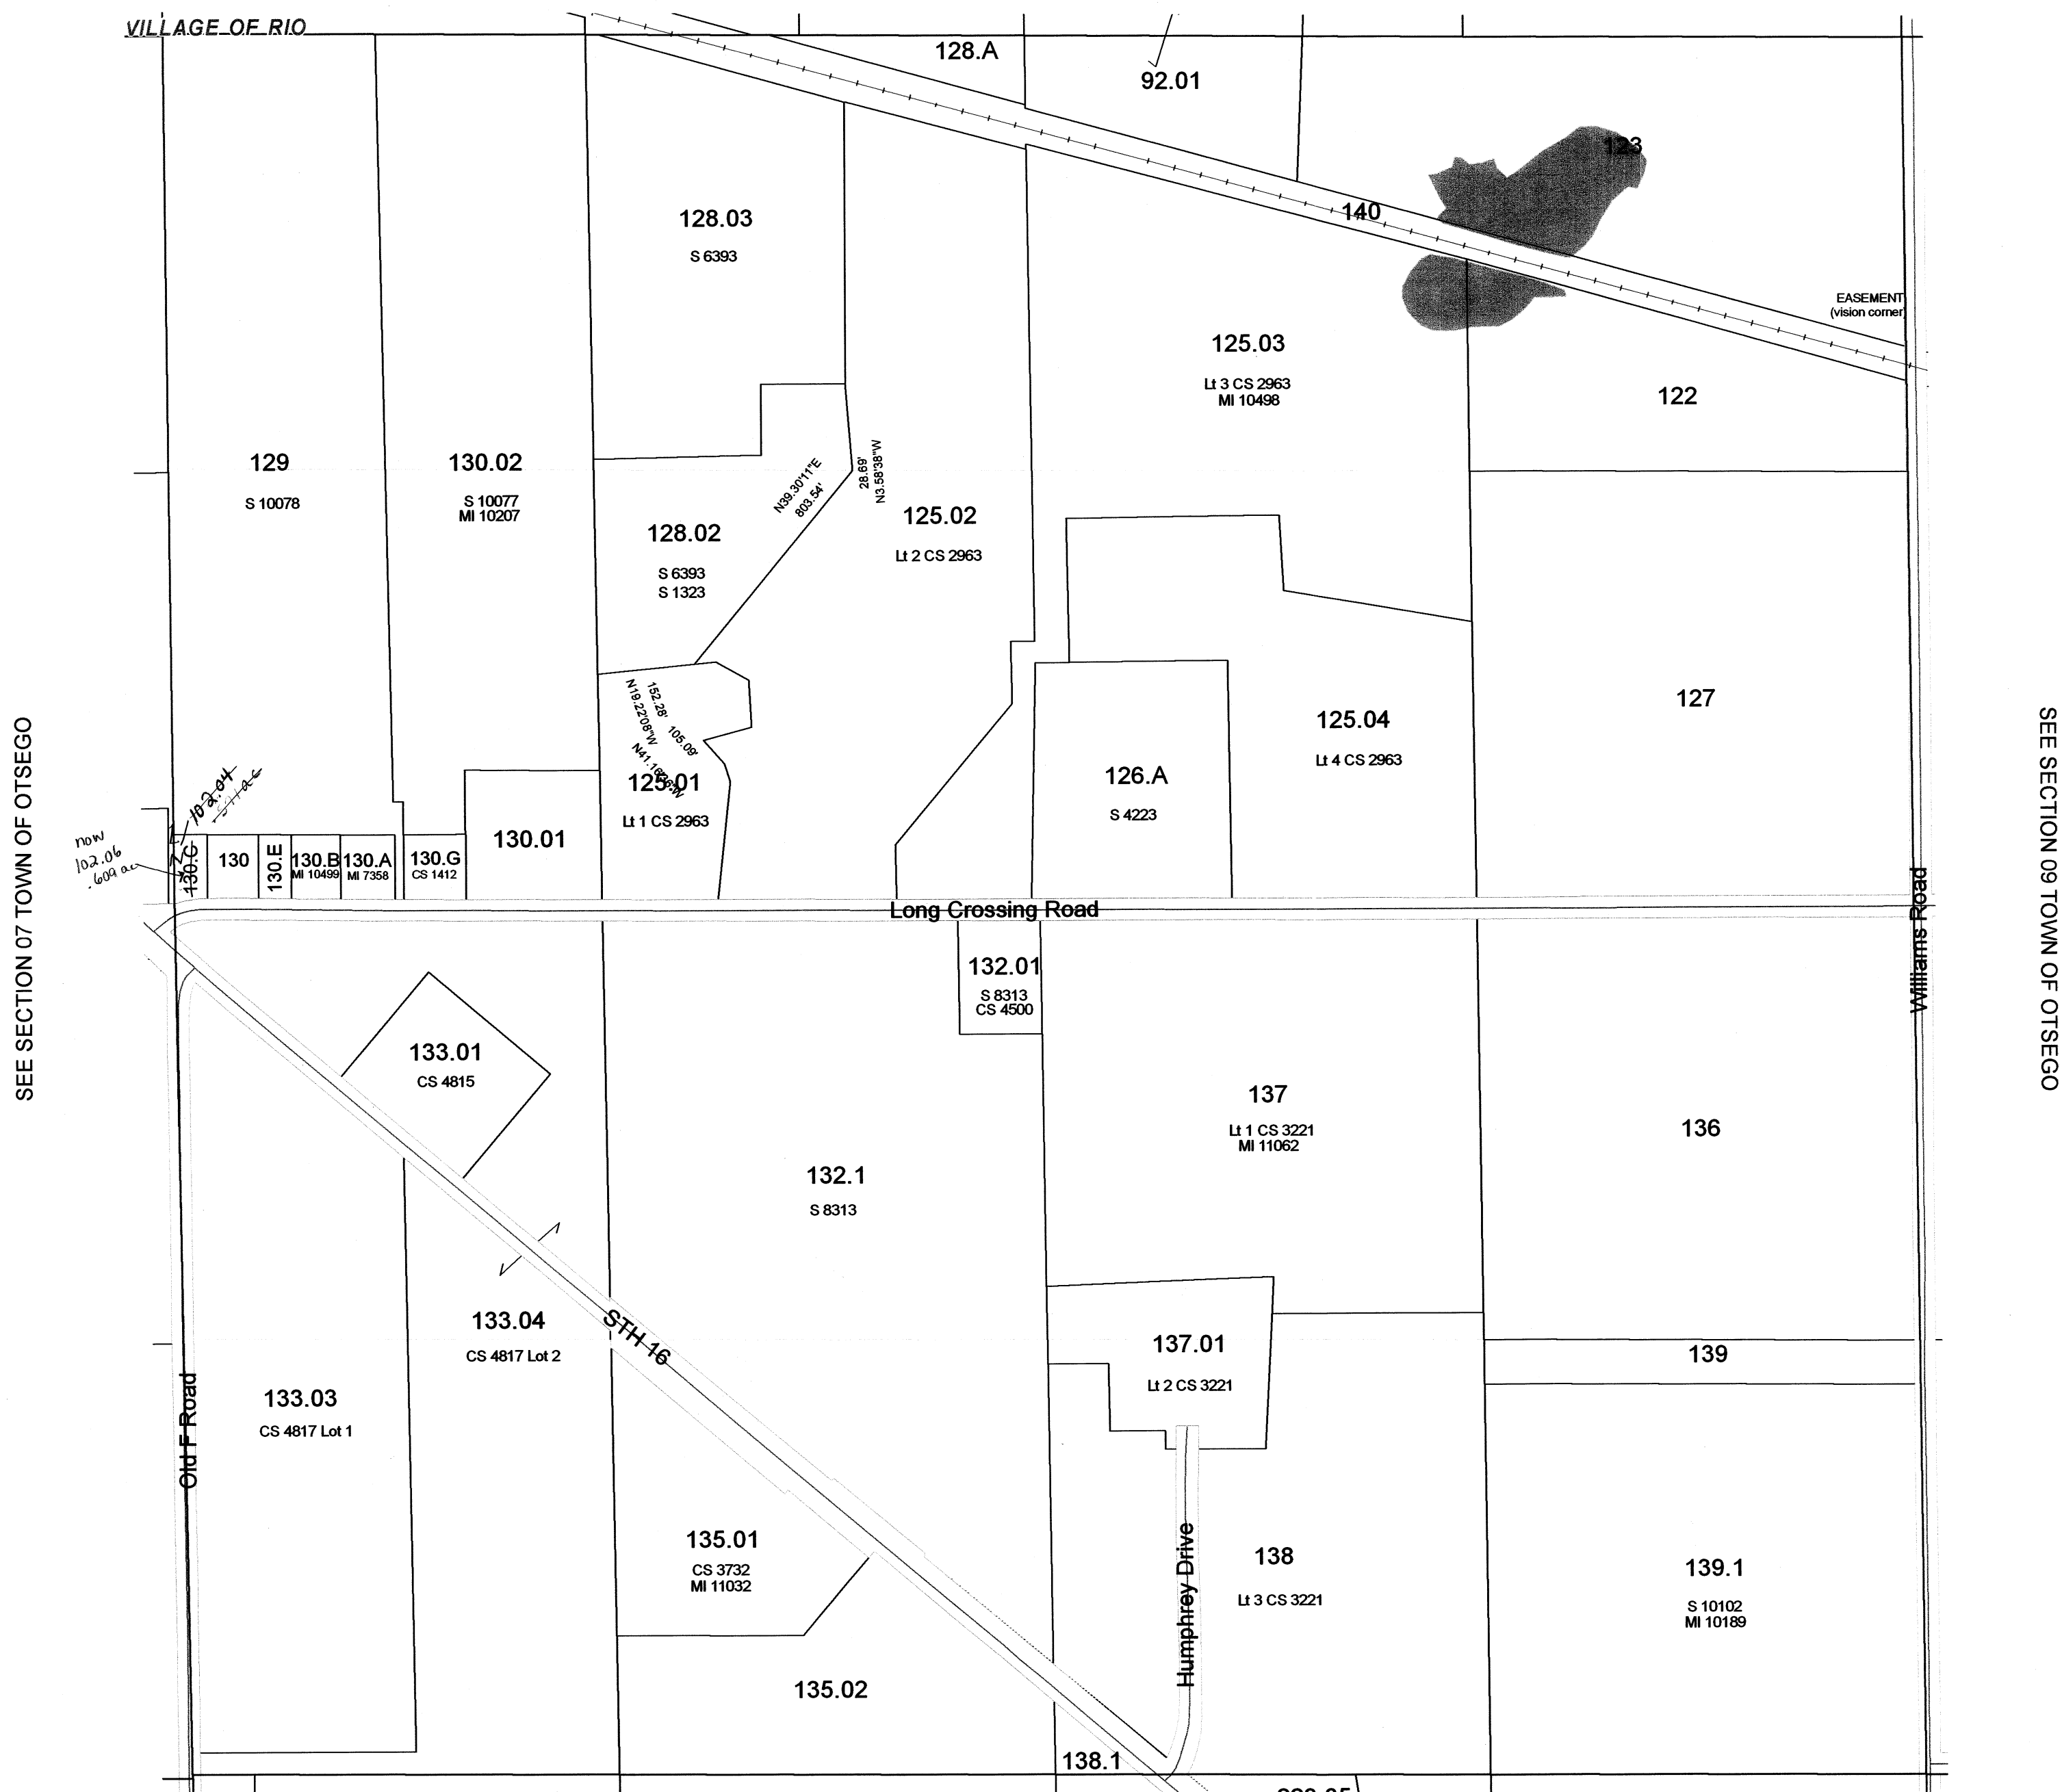 VILLAGE OF RIO
128.A
92.01
123
128.03
S 6393
140
EASEMENT
(vision corner)
125.03
Lt 3 CS 2963
MI 10498
122
129
S 10078
130.02
S 10077
MI 10207
N39.30'11"E
803.54'
28.69'
N3.58'38"W
128.02
S 6393
S 1323
125.02
Lt 2 CS 2963
127
152.28'
N19.22'08"W
105.09'
125.01
Lt 1 CS 2963
125.04
Lt 4 CS 2963
126.A
S 4223
SEE SECTION 07 TOWN OF OTSEGO
SEE SECTION 09 TOWN OF OTSEGO
102.04
now
102.06
.609 ac
130.C
130
130.E
130.B
MI 10499
130.A
MI 7358
130.G
CS 1412
130.01
Long Crossing Road
Williams Road
132.01
S 8313
CS 4500
133.01
CS 4815
137
Lt 1 CS 3221
MI 11062
136
132.1
S 8313
133.04
CS 4817 Lot 2
STH 16
137.01
Lt 2 CS 3221
139
133.03
CS 4817 Lot 1
Old F Road
135.01
CS 3732
MI 11032
Humphrey Drive
138
Lt 3 CS 3221
139.1
S 10102
MI 10189
135.02
138.1